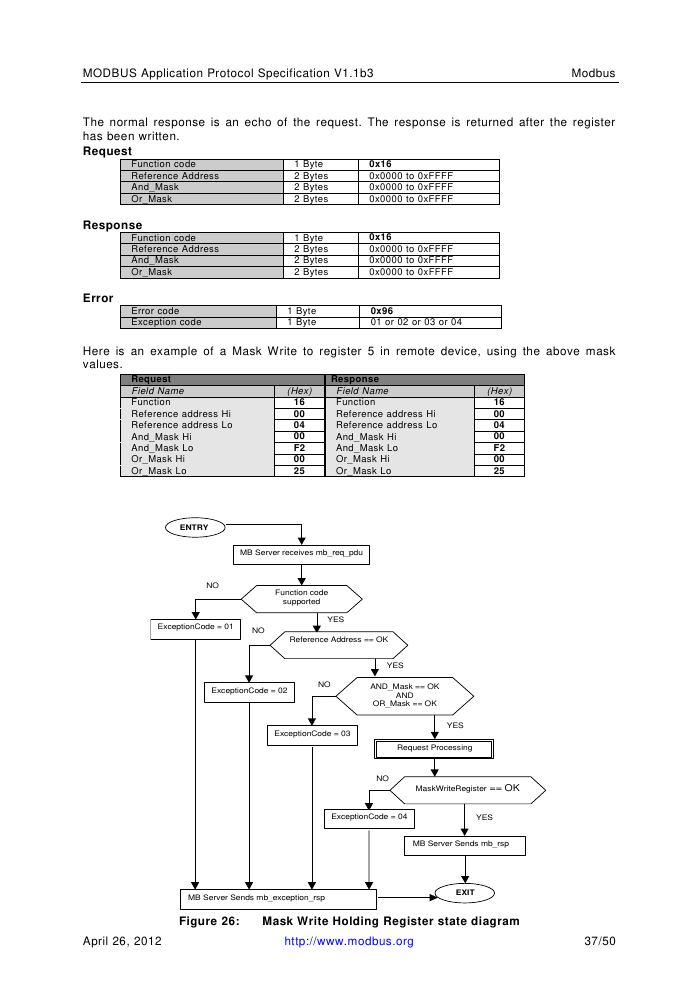 MODBUS Application Protocol Specification V1.1b3 Modbus
The normal response is an echo of the request. The response is returned after the register
has been written.
Request
Function code 1 Byte 0x16
Reference Address 2 Bytes 0x0000 to 0xFFFF
And_Mask 2 Bytes 0x0000 to 0xFFFF
Or_Mask 2 Bytes 0x0000 to 0xFFFF
Response
Function code 1 Byte 0x16
Reference Address 2 Bytes 0x0000 to 0xFFFF
And_Mask 2 Bytes 0x0000 to 0xFFFF
Or_Mask 2 Bytes 0x0000 to 0xFFFF
Error
Error code 1 Byte 0x96
Exception code 1 Byte 01 or 02 or 03 or 04
Here is an example of a Mask Write to register 5 in remote device, using the above mask
values.
Request Response
Field Name (Hex) Field Name (Hex)
Function 16 Function 16
Reference address Hi 00 Reference address Hi 00
Reference address Lo 04 Reference address Lo 04
And_Mask Hi 00 And_Mask Hi 00
And_Mask Lo F2 And_Mask Lo F2
Or_Mask Hi 00 Or_Mask Hi 00
Or_Mask Lo 25 Or_Mask Lo 25
ENTRY
MB Server receives mb_req_pdu
NO
Function code
supported
YES
ExceptionCode = 01
NO
Reference Address == OK
YES
ExceptionCode = 02
NO
AND_Mask == OK
AND
OR_Mask == OK
YES
ExceptionCode = 03
Request Processing
NO
MaskWriteRegister == OK
YES
ExceptionCode = 04
MB Server Sends mb_rsp
MB Server Sends mb_exception_rsp
EXIT
Figure 26: Mask Write Holding Register state diagram
April 26, 2012 http://www.modbus.org 37/50